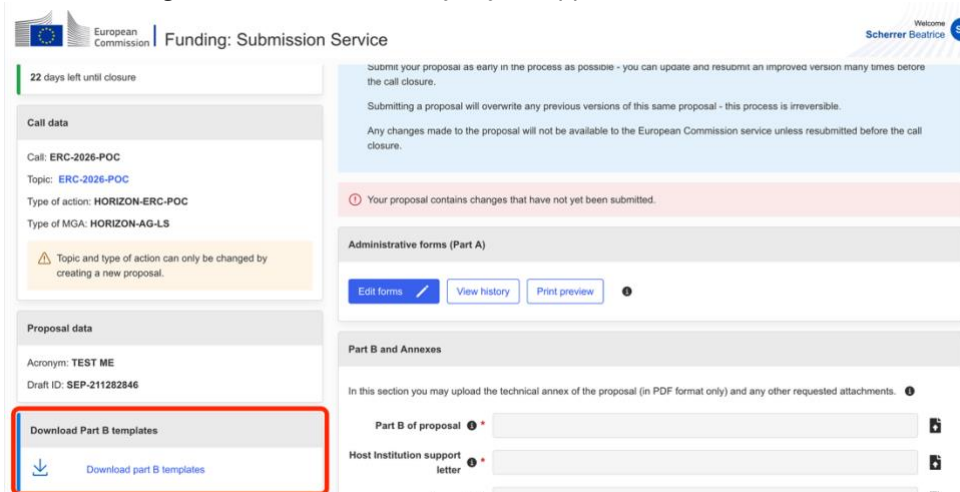 European
Commission
Funding: Submission Service
Welcome
Scherrer Beatrice
22 days left until closure
Call data
Call: ERC-2026-POC
Topic: ERC-2026-POC
Type of action: HORIZON-ERC-POC
Type of MGA: HORIZON-AG-LS
Topic and type of action can only be changed by
creating a new proposal.
Proposal data
Acronym: TEST ME
Draft ID: SEP-211282846
Download Part B templates
Download part B templates
Submit your proposal as early in the process as possible - you can update and resubmit an improved version many times before
the call closure.
Submitting a proposal will overwrite any previous versions of this same proposal - this process is irreversible.
Any changes made to the proposal will not be available to the European Commission service unless resubmitted before the call
closure.
Your proposal contains changes that have not yet been submitted.
Administrative forms (Part A)
Edit forms
View history
Print preview
Part B and Annexes
In this section you may upload the technical annex of the proposal (in PDF format only) and any other requested attachments.
Part B of proposal *
Host Institution support
letter *